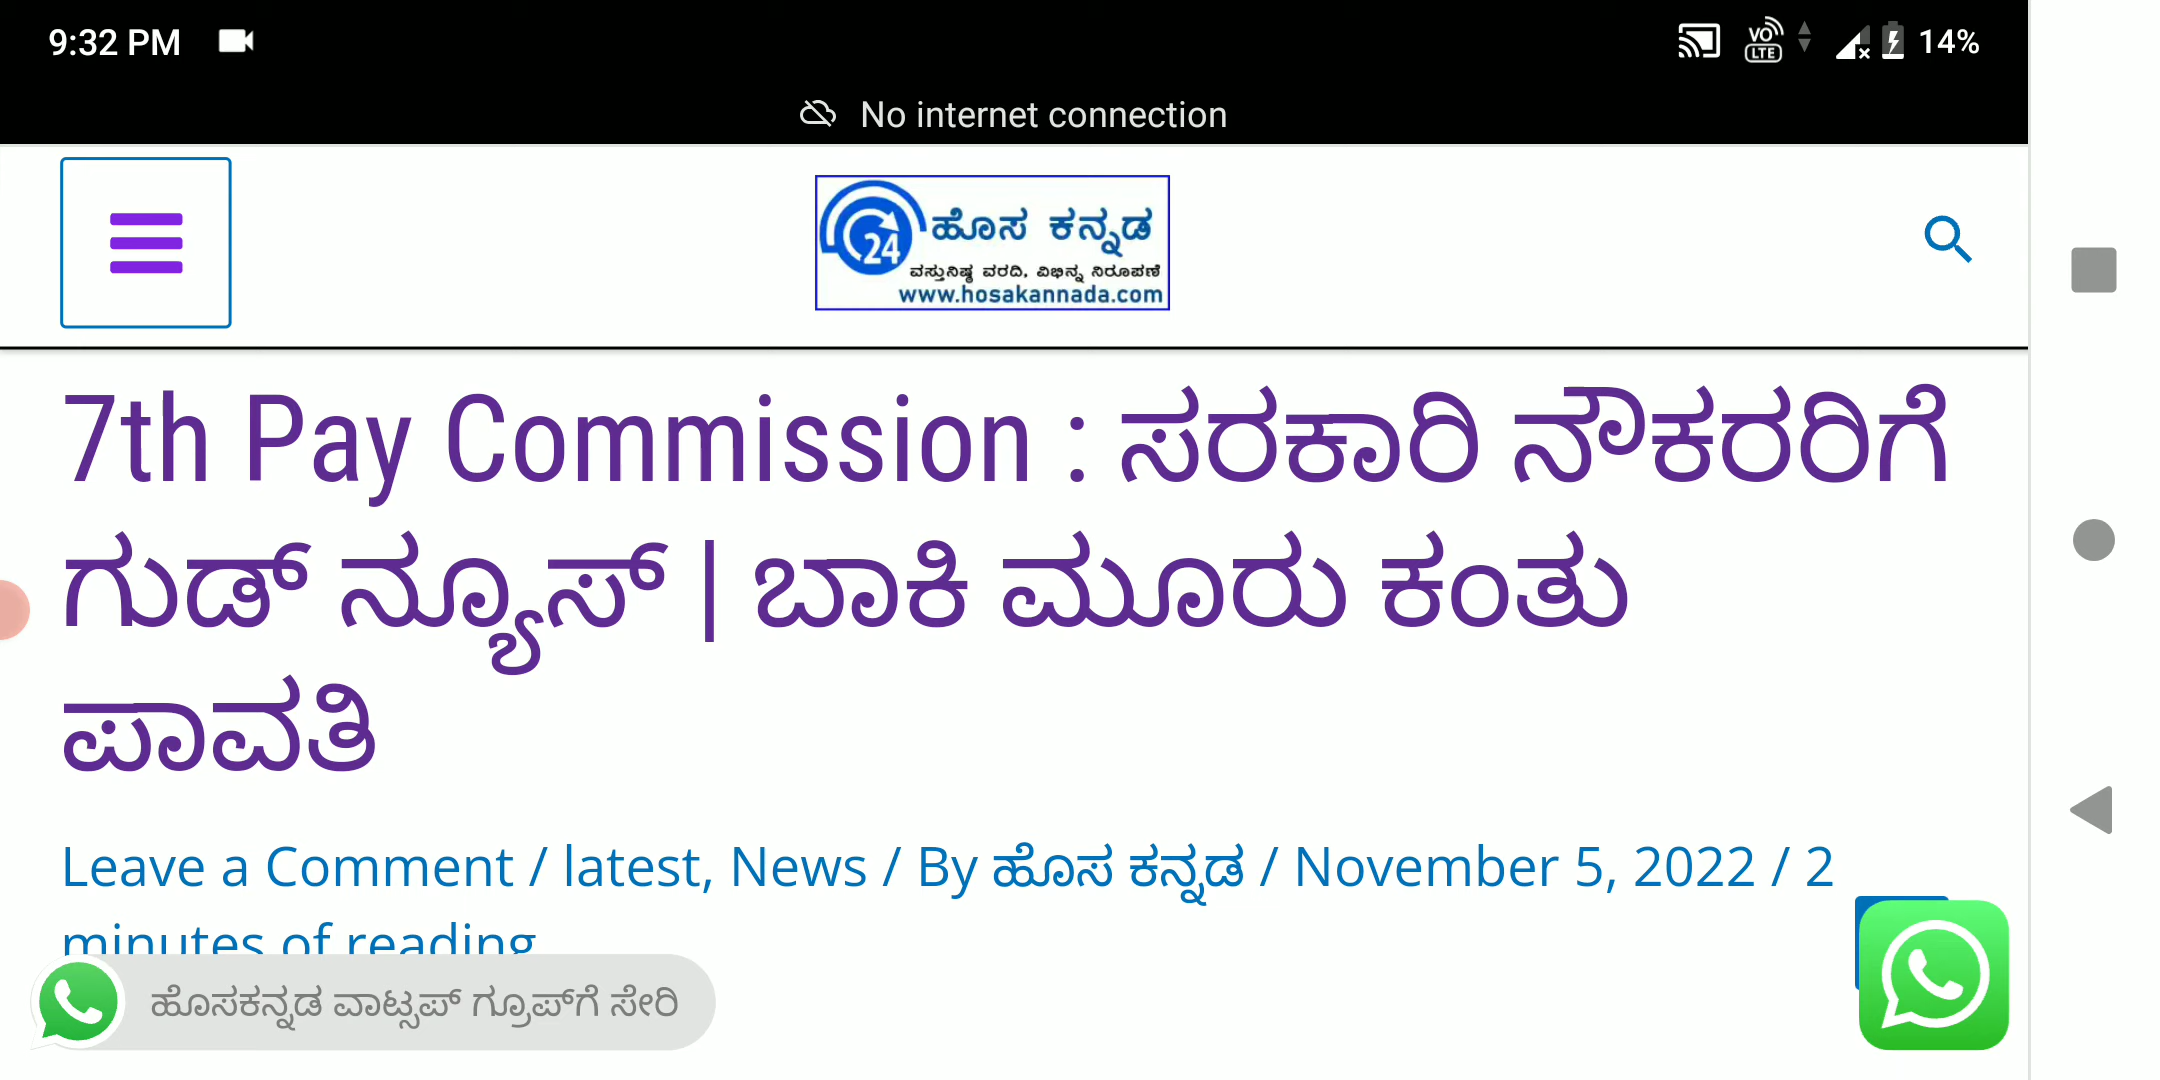 9:32 PM
VO LTE 14%
No internet connection
24 ಹೊಸ ಕನ್ನಡ
ವಸ್ತುನಿಷ್ಠ ವರದಿ, ವಿಭಿನ್ನ ನಿರೂಪಣೆ
www.hosakannada.com
7th Pay Commission : ಸರಕಾರಿ ನೌಕರರಿಗೆ
ಗುಡ್ ನ್ಯೂಸ್ | ಬಾಕಿ ಮೂರು ಕಂತು
ಪಾವತಿ
Leave a Comment / latest, News / By ಹೊಸ ಕನ್ನಡ / November 5, 2022 / 2
minutes of reading
ಹೊಸಕನ್ನಡ ವಾಟ್ಸಪ್ ಗ್ರೂಪ್‌ಗೆ ಸೇರಿ